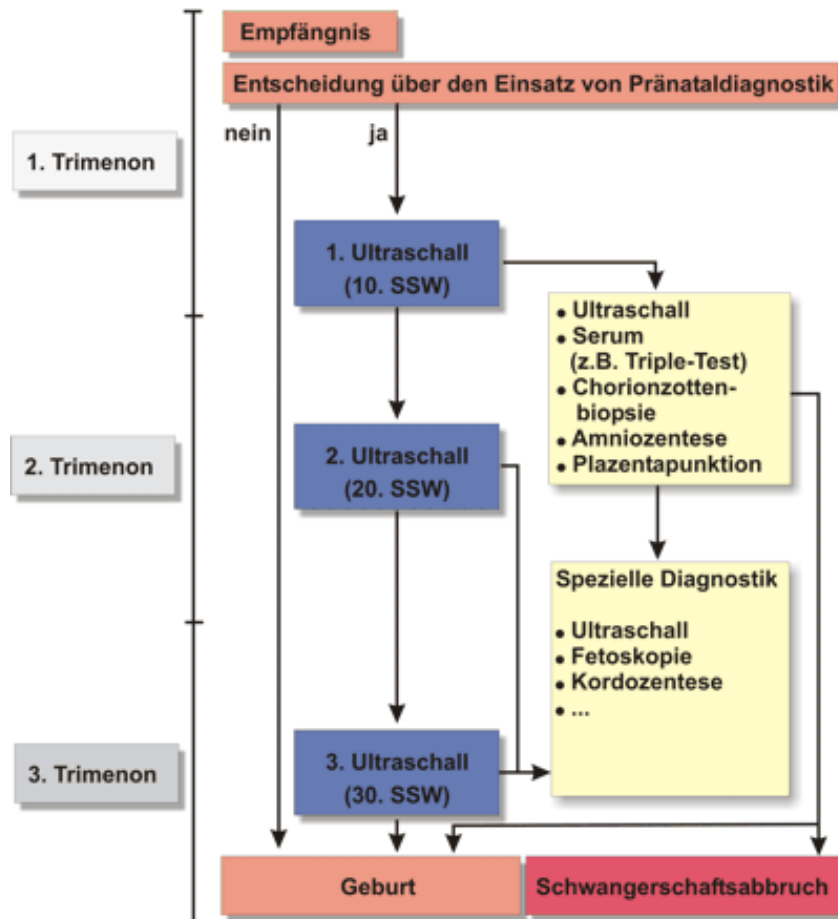 Empfängnis
Entscheidung über den Einsatz von Pränataldiagnostik
nein
ja
1. Trimenon
1. Ultraschall
(10. SSW)
• Ultraschall
• Serum
(z.B. Triple-Test)
• Chorionzotten-
biopsie
• Amniozentese
• Plazentapunktion
2. Trimenon
2. Ultraschall
(20. SSW)
Spezielle Diagnostik
• Ultraschall
• Fetoskopie
• Kordozentese
• ...
3. Trimenon
3. Ultraschall
(30. SSW)
Geburt
Schwangerschaftsabbruch